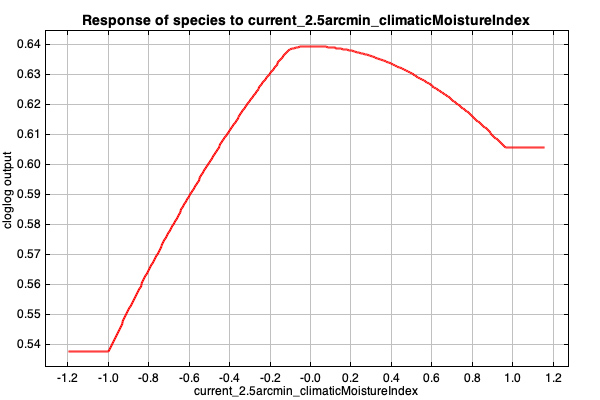 Response of species to current_2.5arcmin_climaticMoistureIndex
cloglog output
0.64
0.63
0.62
0.61
0.60
0.59
0.58
0.57
0.56
0.55
0.54
-1.2 -1.0 -0.8 -0.6 -0.4 -0.2 -0.0 0.2 0.4 0.6 0.8 1.0 1.2
current_2.5arcmin_climaticMoistureIndex